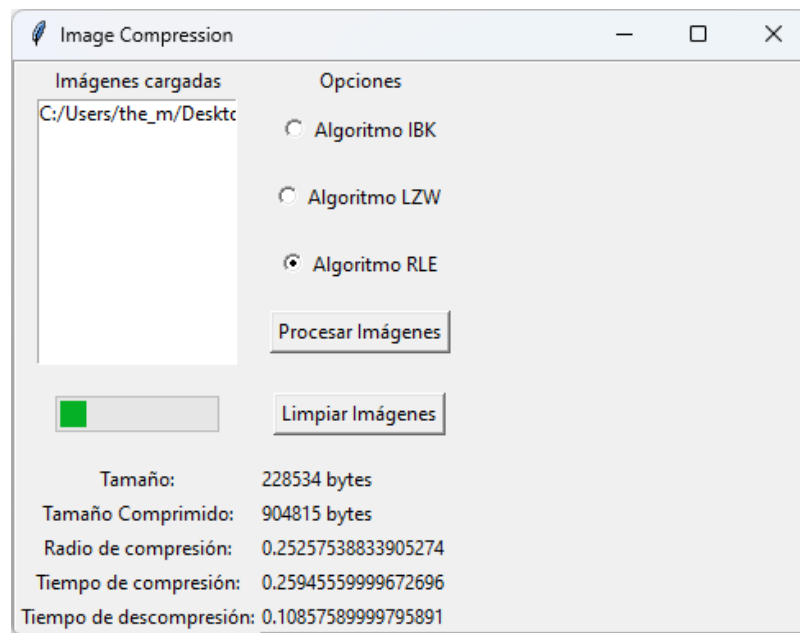 Image Compression
Imágenes cargadas
Opciones
C:/Users/the_m/Deskto
Algoritmo IBK
Algoritmo LZW
Algoritmo RLE
Procesar Imágenes
Limpiar Imágenes
Tamaño: 228534 bytes
Tamaño Comprimido: 904815 bytes
Radio de compresión: 0.25257538833905274
Tiempo de compresión: 0.25945559999672696
Tiempo de descompresión: 0.10857589999795891